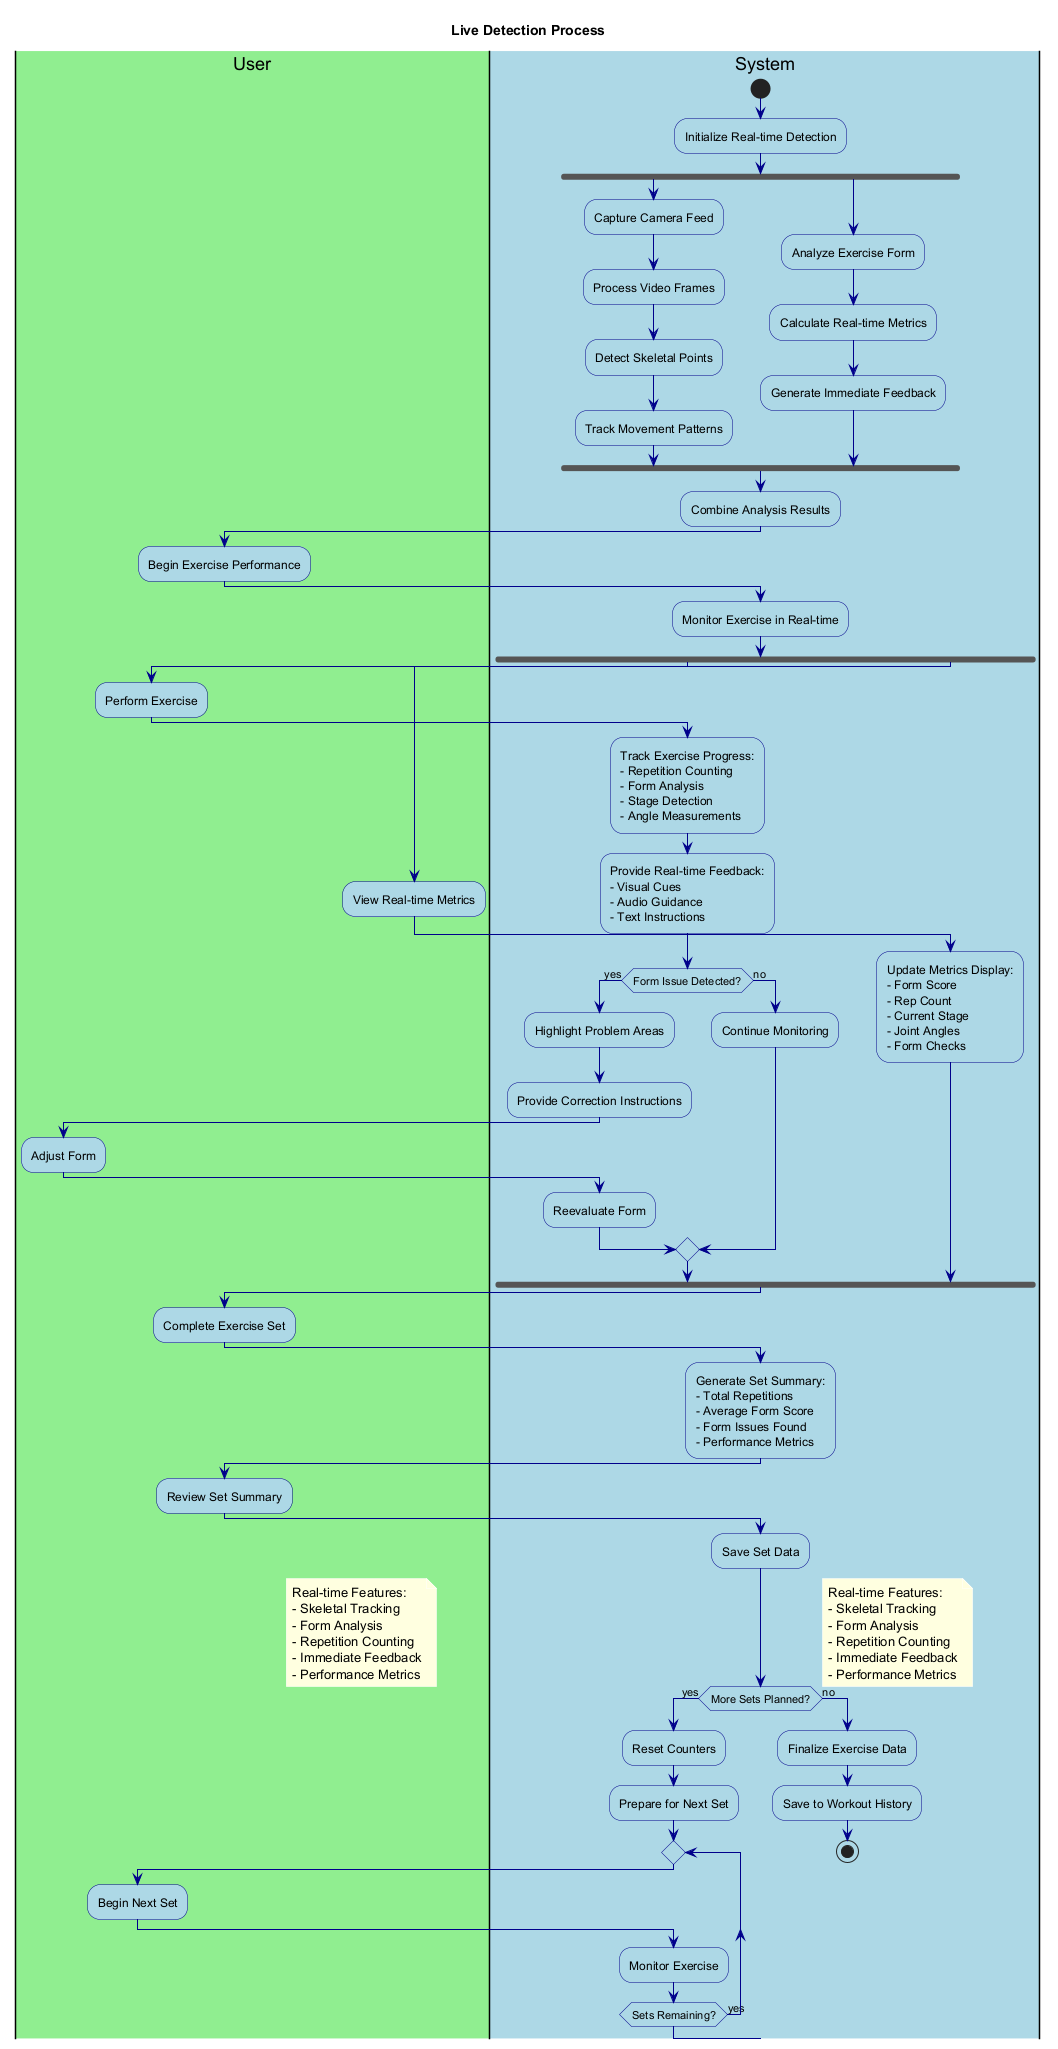 Live Detection Process
User
System
Initialize Real-time Detection
Capture Camera Feed
Analyze Exercise Form
Process Video Frames
Calculate Real-time Metrics
Detect Skeletal Points
Generate Immediate Feedback
Track Movement Patterns
Combine Analysis Results
Begin Exercise Performance
Monitor Exercise in Real-time
Perform Exercise
Track Exercise Progress:
- Repetition Counting
- Form Analysis
- Stage Detection
- Angle Measurements
View Real-time Metrics
Provide Real-time Feedback:
- Visual Cues
- Audio Guidance
- Text Instructions
yes
Form Issue Detected?
no
Update Metrics Display:
- Form Score
- Rep Count
- Current Stage
- Joint Angles
- Form Checks
Highlight Problem Areas
Continue Monitoring
Provide Correction Instructions
Adjust Form
Reevaluate Form
Complete Exercise Set
Generate Set Summary:
- Total Repetitions
- Average Form Score
- Form Issues Found
- Performance Metrics
Review Set Summary
Save Set Data
Real-time Features:
- Skeletal Tracking
- Form Analysis
- Repetition Counting
- Immediate Feedback
- Performance Metrics
Real-time Features:
- Skeletal Tracking
- Form Analysis
- Repetition Counting
- Immediate Feedback
- Performance Metrics
yes
More Sets Planned?
no
Reset Counters
Finalize Exercise Data
Prepare for Next Set
Save to Workout History
Begin Next Set
Monitor Exercise
Sets Remaining?
yes